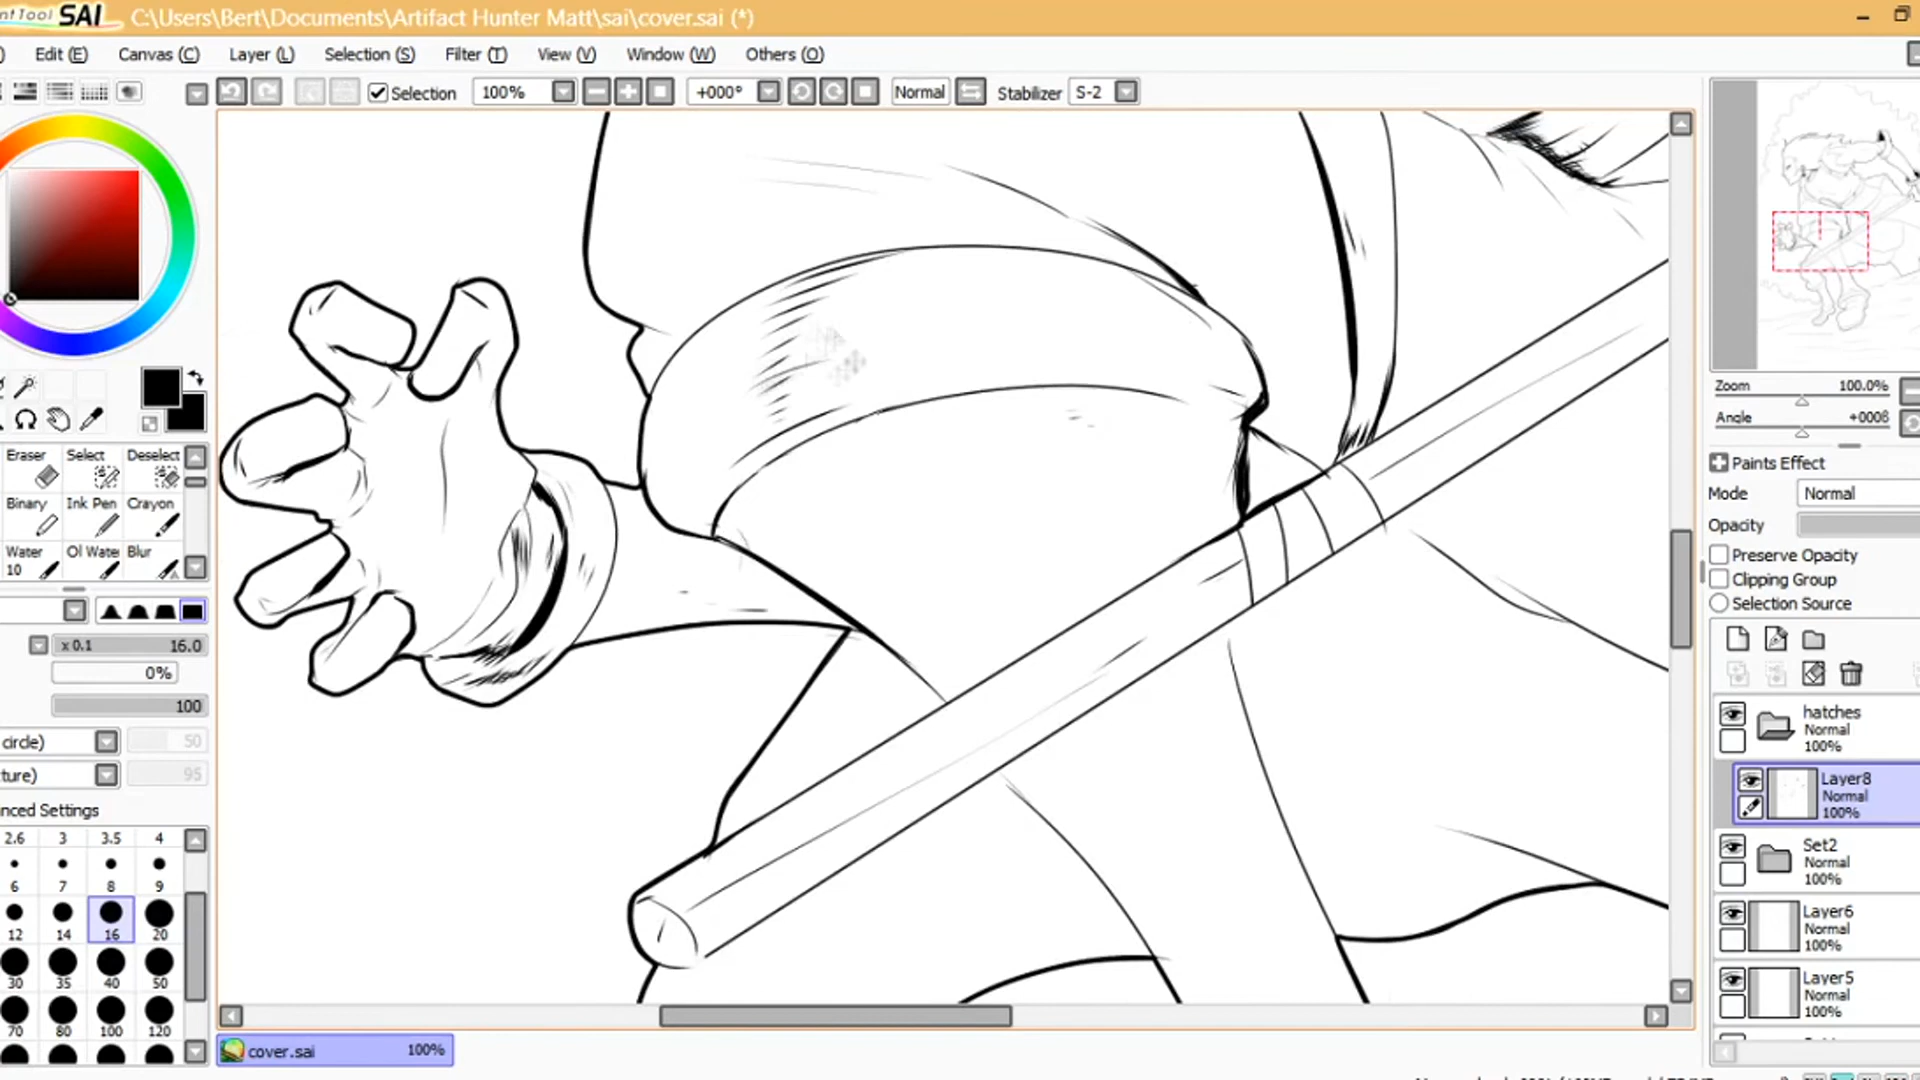 nt Tool SAI C:\Users\Bert\Documents\Artifact Hunter Matt\sai\cover.sai (*)
) Edit (E) Canvas (C) Layer (L) Selection (S) Filter (T) View (V) Window (W) Others (O)
Selection 100% +000° Normal Stabilizer S-2
Zoom 100.0%
Angle +000ß
Paints Effect
Mode Normal
Opacity
Preserve Opacity
Clipping Group
Selection Source
Eraser Select Deselect
Binary Ink Pen Crayon
Water Ol Wate Blur
10
x 0.1 16.0
0%
100
circle) 50
ture) 95
nced Settings
2.6 3 3.5 4
6 7 8 9
12 14 16 20
30 35 40 50
70 80 100 120
hatches
Normal
100%
Layer8
Normal
100%
Set2
Normal
100%
Layer6
Normal
100%
Layer5
Normal
100%
cover.sai 100%